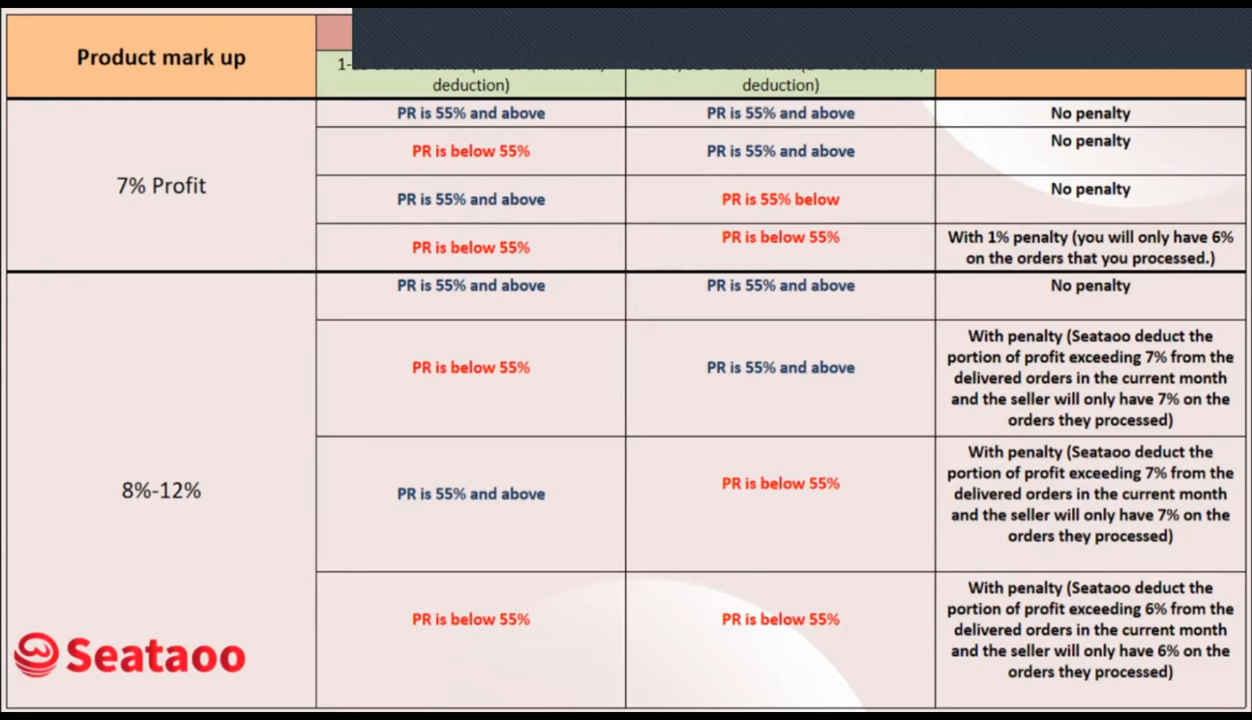 Product mark up
deduction)
deduction)
7% Profit
PR is 55% and above
PR is 55% and above
No penalty
PR is below 55%
PR is 55% and above
No penalty
PR is 55% and above
PR is 55% below
No penalty
PR is below 55%
PR is below 55%
With 1% penalty (you will only have 6%
on the orders that you processed.)
8%-12%
PR is 55% and above
PR is 55% and above
No penalty
PR is below 55%
PR is 55% and above
With penalty (Seataoo deduct the
portion of profit exceeding 7% from the
delivered orders in the current month
and the seller will only have 7% on the
orders they processed)
PR is 55% and above
PR is below 55%
With penalty (Seataoo deduct the
portion of profit exceeding 7% from the
delivered orders in the current month
and the seller will only have 7% on the
orders they processed)
PR is below 55%
PR is below 55%
With penalty (Seataoo deduct the
portion of profit exceeding 6% from the
delivered orders in the current month
and the seller will only have 6% on the
orders they processed)
Seataoo